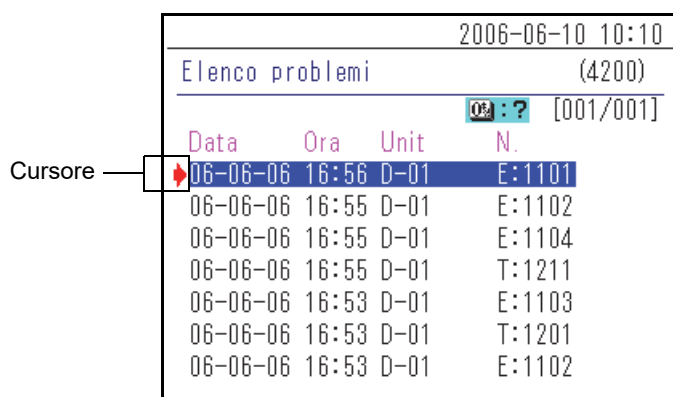 2006-06-10 10:10
Elenco problemi (4200)
:? [001/001]
Data Ora Unit N.
Cursore 06-06-06 16:56 D-01 E:1101
06-06-06 16:55 D-01 E:1102
06-06-06 16:55 D-01 E:1104
06-06-06 16:55 D-01 T:1211
06-06-06 16:53 D-01 E:1103
06-06-06 16:53 D-01 T:1201
06-06-06 16:53 D-01 E:1102